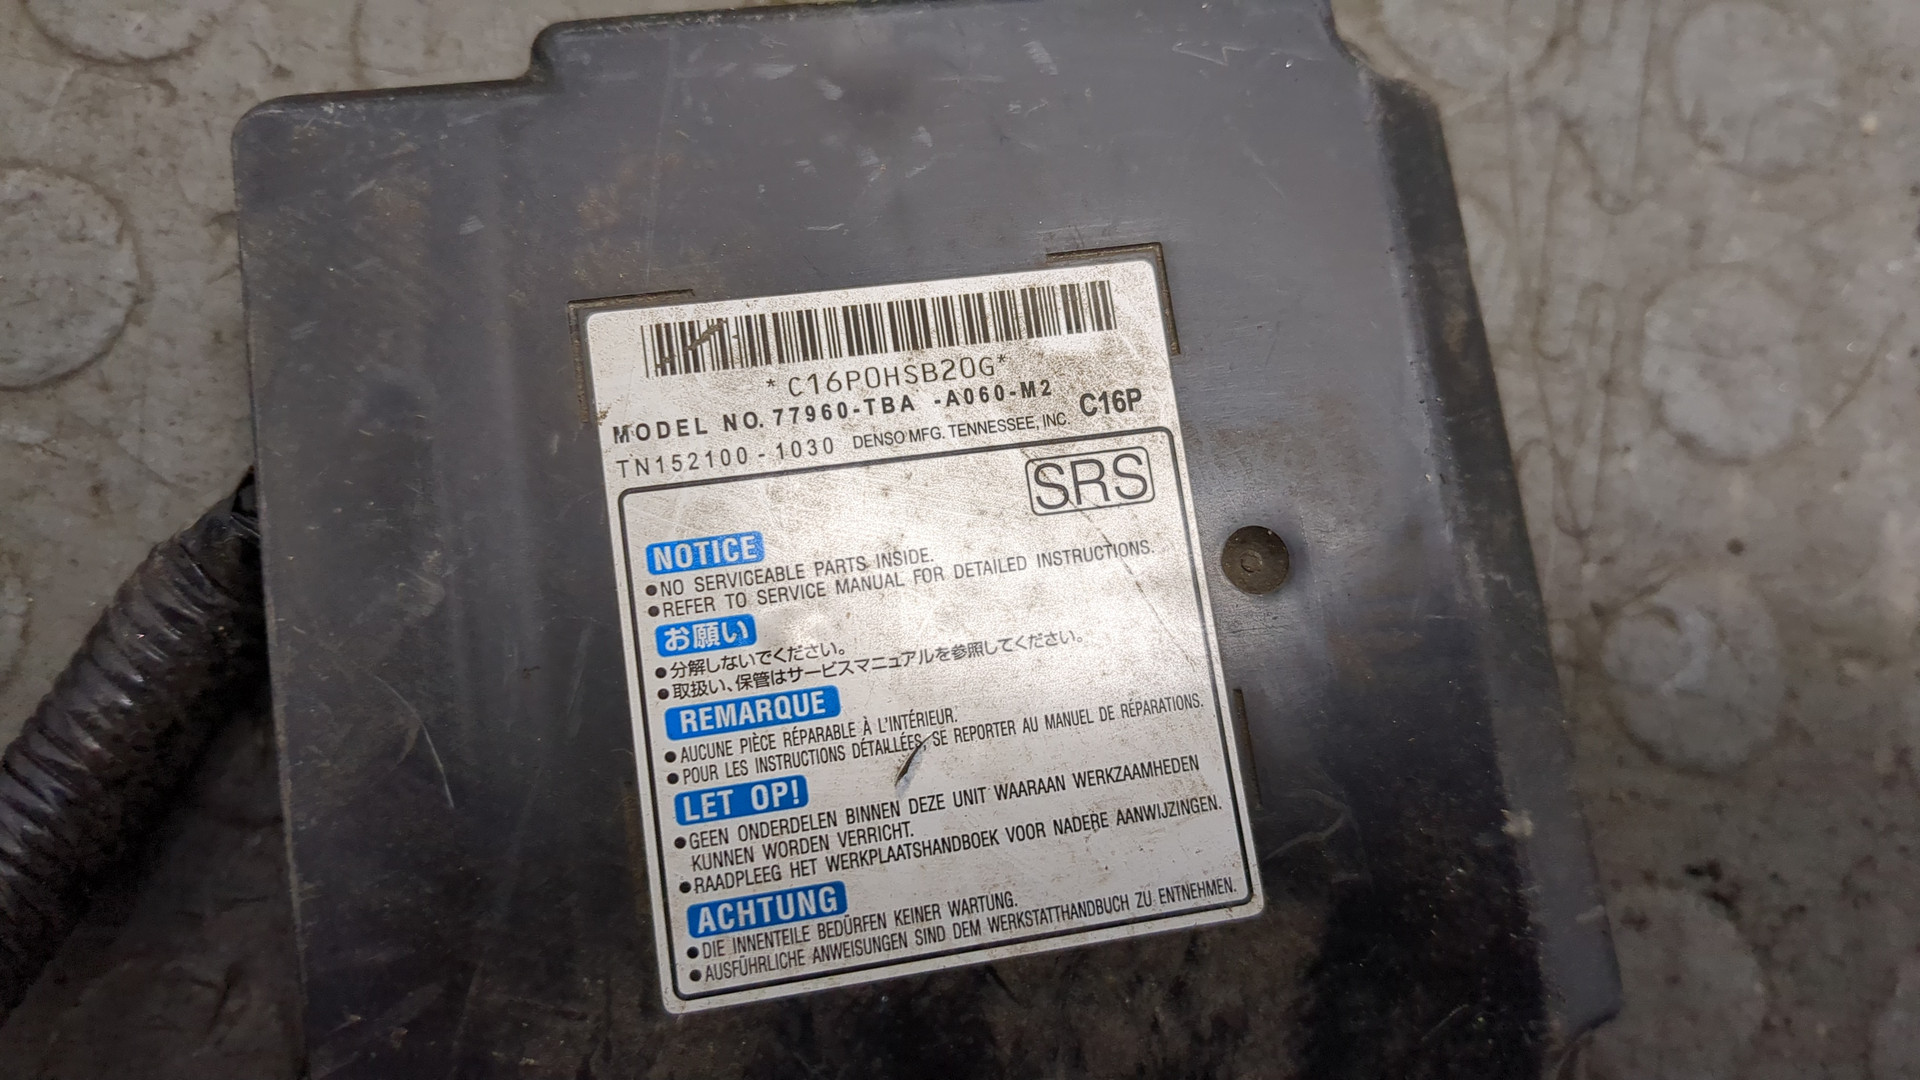 *C16P0HSB20G*
MODEL NO. 77960-TBA -A060-M2 C16P
TN152100-1030 DENSO MFG. TENNESSEE, INC.
SRS
NOTICE
●NO SERVICEABLE PARTS INSIDE.
●REFER TO SERVICE MANUAL FOR DETAILED INSTRUCTIONS.
お願い
●分解しないでください。
●取扱い、保管はサービスマニュアルを参照してください。
REMARQUE
●AUCUNE PIÈCE RÉPARABLE À L'INTÉRIEUR.
●POUR LES INSTRUCTIONS DÉTAILLÉES, SE REPORTER AU MANUEL DE RÉPARATIONS.
LET OP!
●GEEN ONDERDELEN BINNEN DEZE UNIT WAARAAN WERKZAAMHEDEN
KUNNEN WORDEN VERRICHT.
●RAADPLEEG HET WERKPLAATSHANDBOEK VOOR NADERE AANWIJZINGEN.
ACHTUNG
●DIE INNENTEILE BEDÜRFEN KEINER WARTUNG.
●AUSFÜHRLICHE ANWEISUNGEN SIND DEM WERKSTATTHANDBUCH ZU ENTNEHMEN.